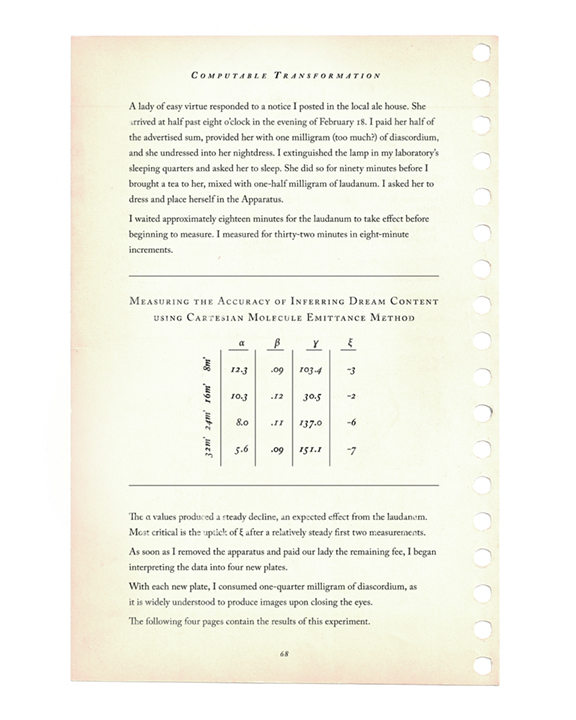 COMPUTABLE TRANSFORMATION
A lady of easy virtue responded to a notice I posted in the local ale house. She
arrived at half past eight o'clock in the evening of February 18. I paid her half of
the advertised sum, provided her with one milligram (too much?) of diascordium,
and she undressed into her nightdress. I extinguished the lamp in my laboratory's
sleeping quarters and asked her to sleep. She did so for ninety minutes before I
brought a tea to her, mixed with one-half milligram of laudanum. I asked her to
dress and place herself in the Apparatus.
I waited approximately eighteen minutes for the laudanum to take effect before
beginning to measure. I measured for thirty-two minutes in eight-minute
increments.
MEASURING THE ACCURACY OF INFERRING DREAM CONTENT
USING CARTESIAN MOLECULE EMITTANCE METHOD
α β γ ξ
8m' 12.3 .09 103.4 -3
16m' 10.3 .12 30.5 -2
24m' 8.0 .11 137.0 -6
32m' 5.6 .09 151.1 -7
The α values produced a steady decline, an expected effect from the laudanum.
Most critical is the uptick of ξ after a relatively steady first two measurements.
As soon as I removed the apparatus and paid our lady the remaining fee, I began
interpreting the data into four new plates.
With each new plate, I consumed one-quarter milligram of diascordium, as
it is widely understood to produce images upon closing the eyes.
The following four pages contain the results of this experiment.
68